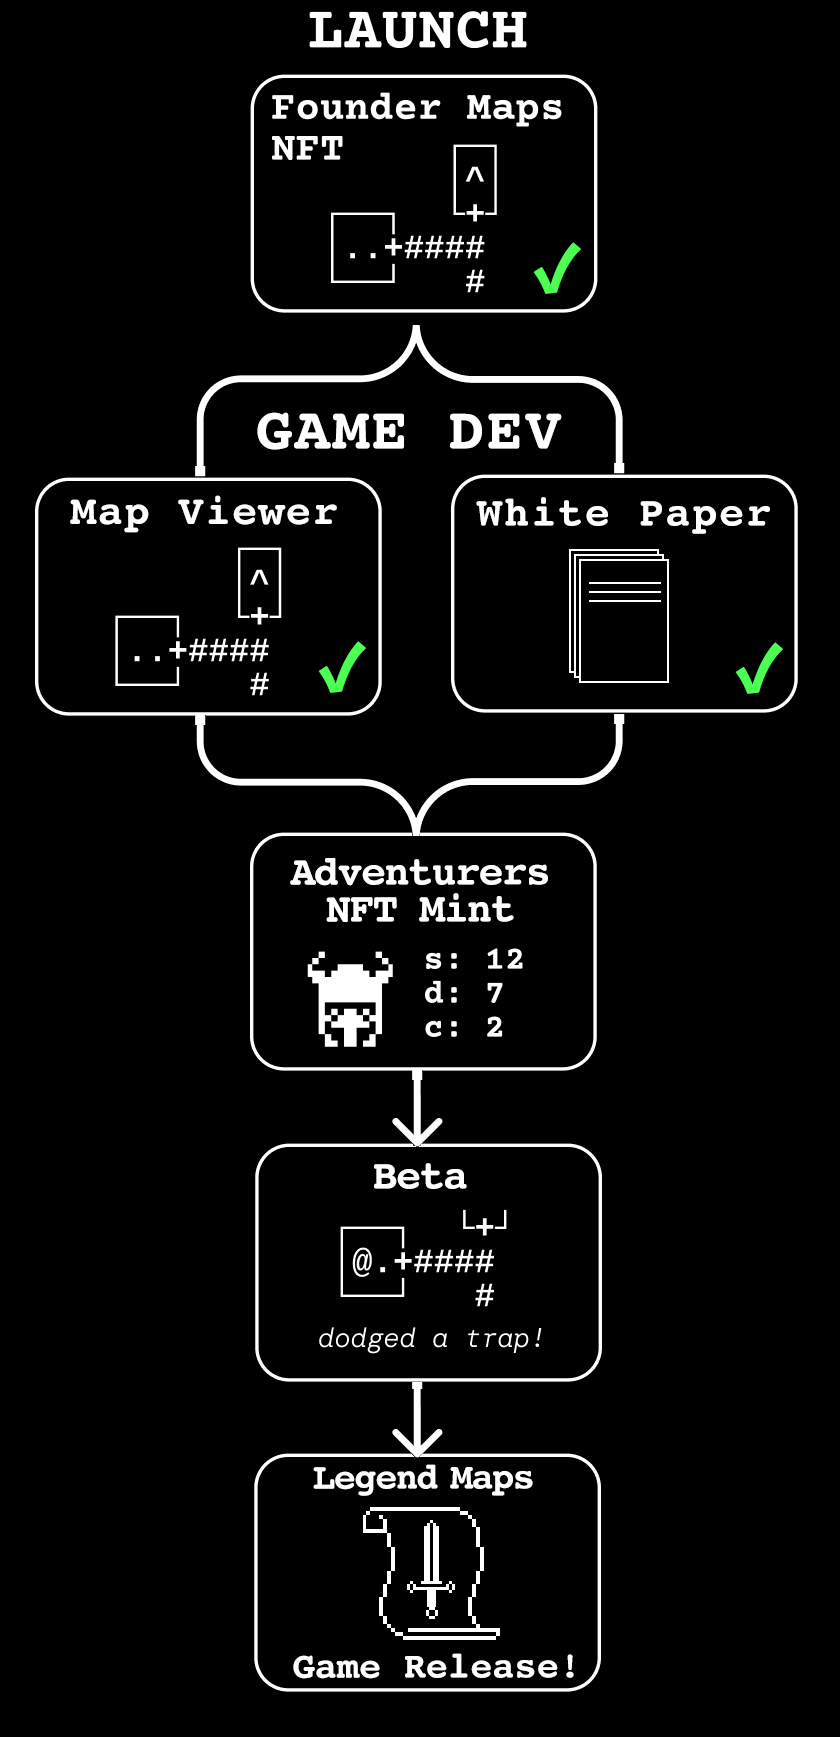 LAUNCH
Founder Maps
NFT
^
+
..+####
#
GAME DEV
Map Viewer
^
+
..+####
#
White Paper
Adventurers
NFT Mint
s: 12
d: 7
c: 2
Beta
└+┘
@.+####
#
dodged a trap!
Legend Maps
Game Release!